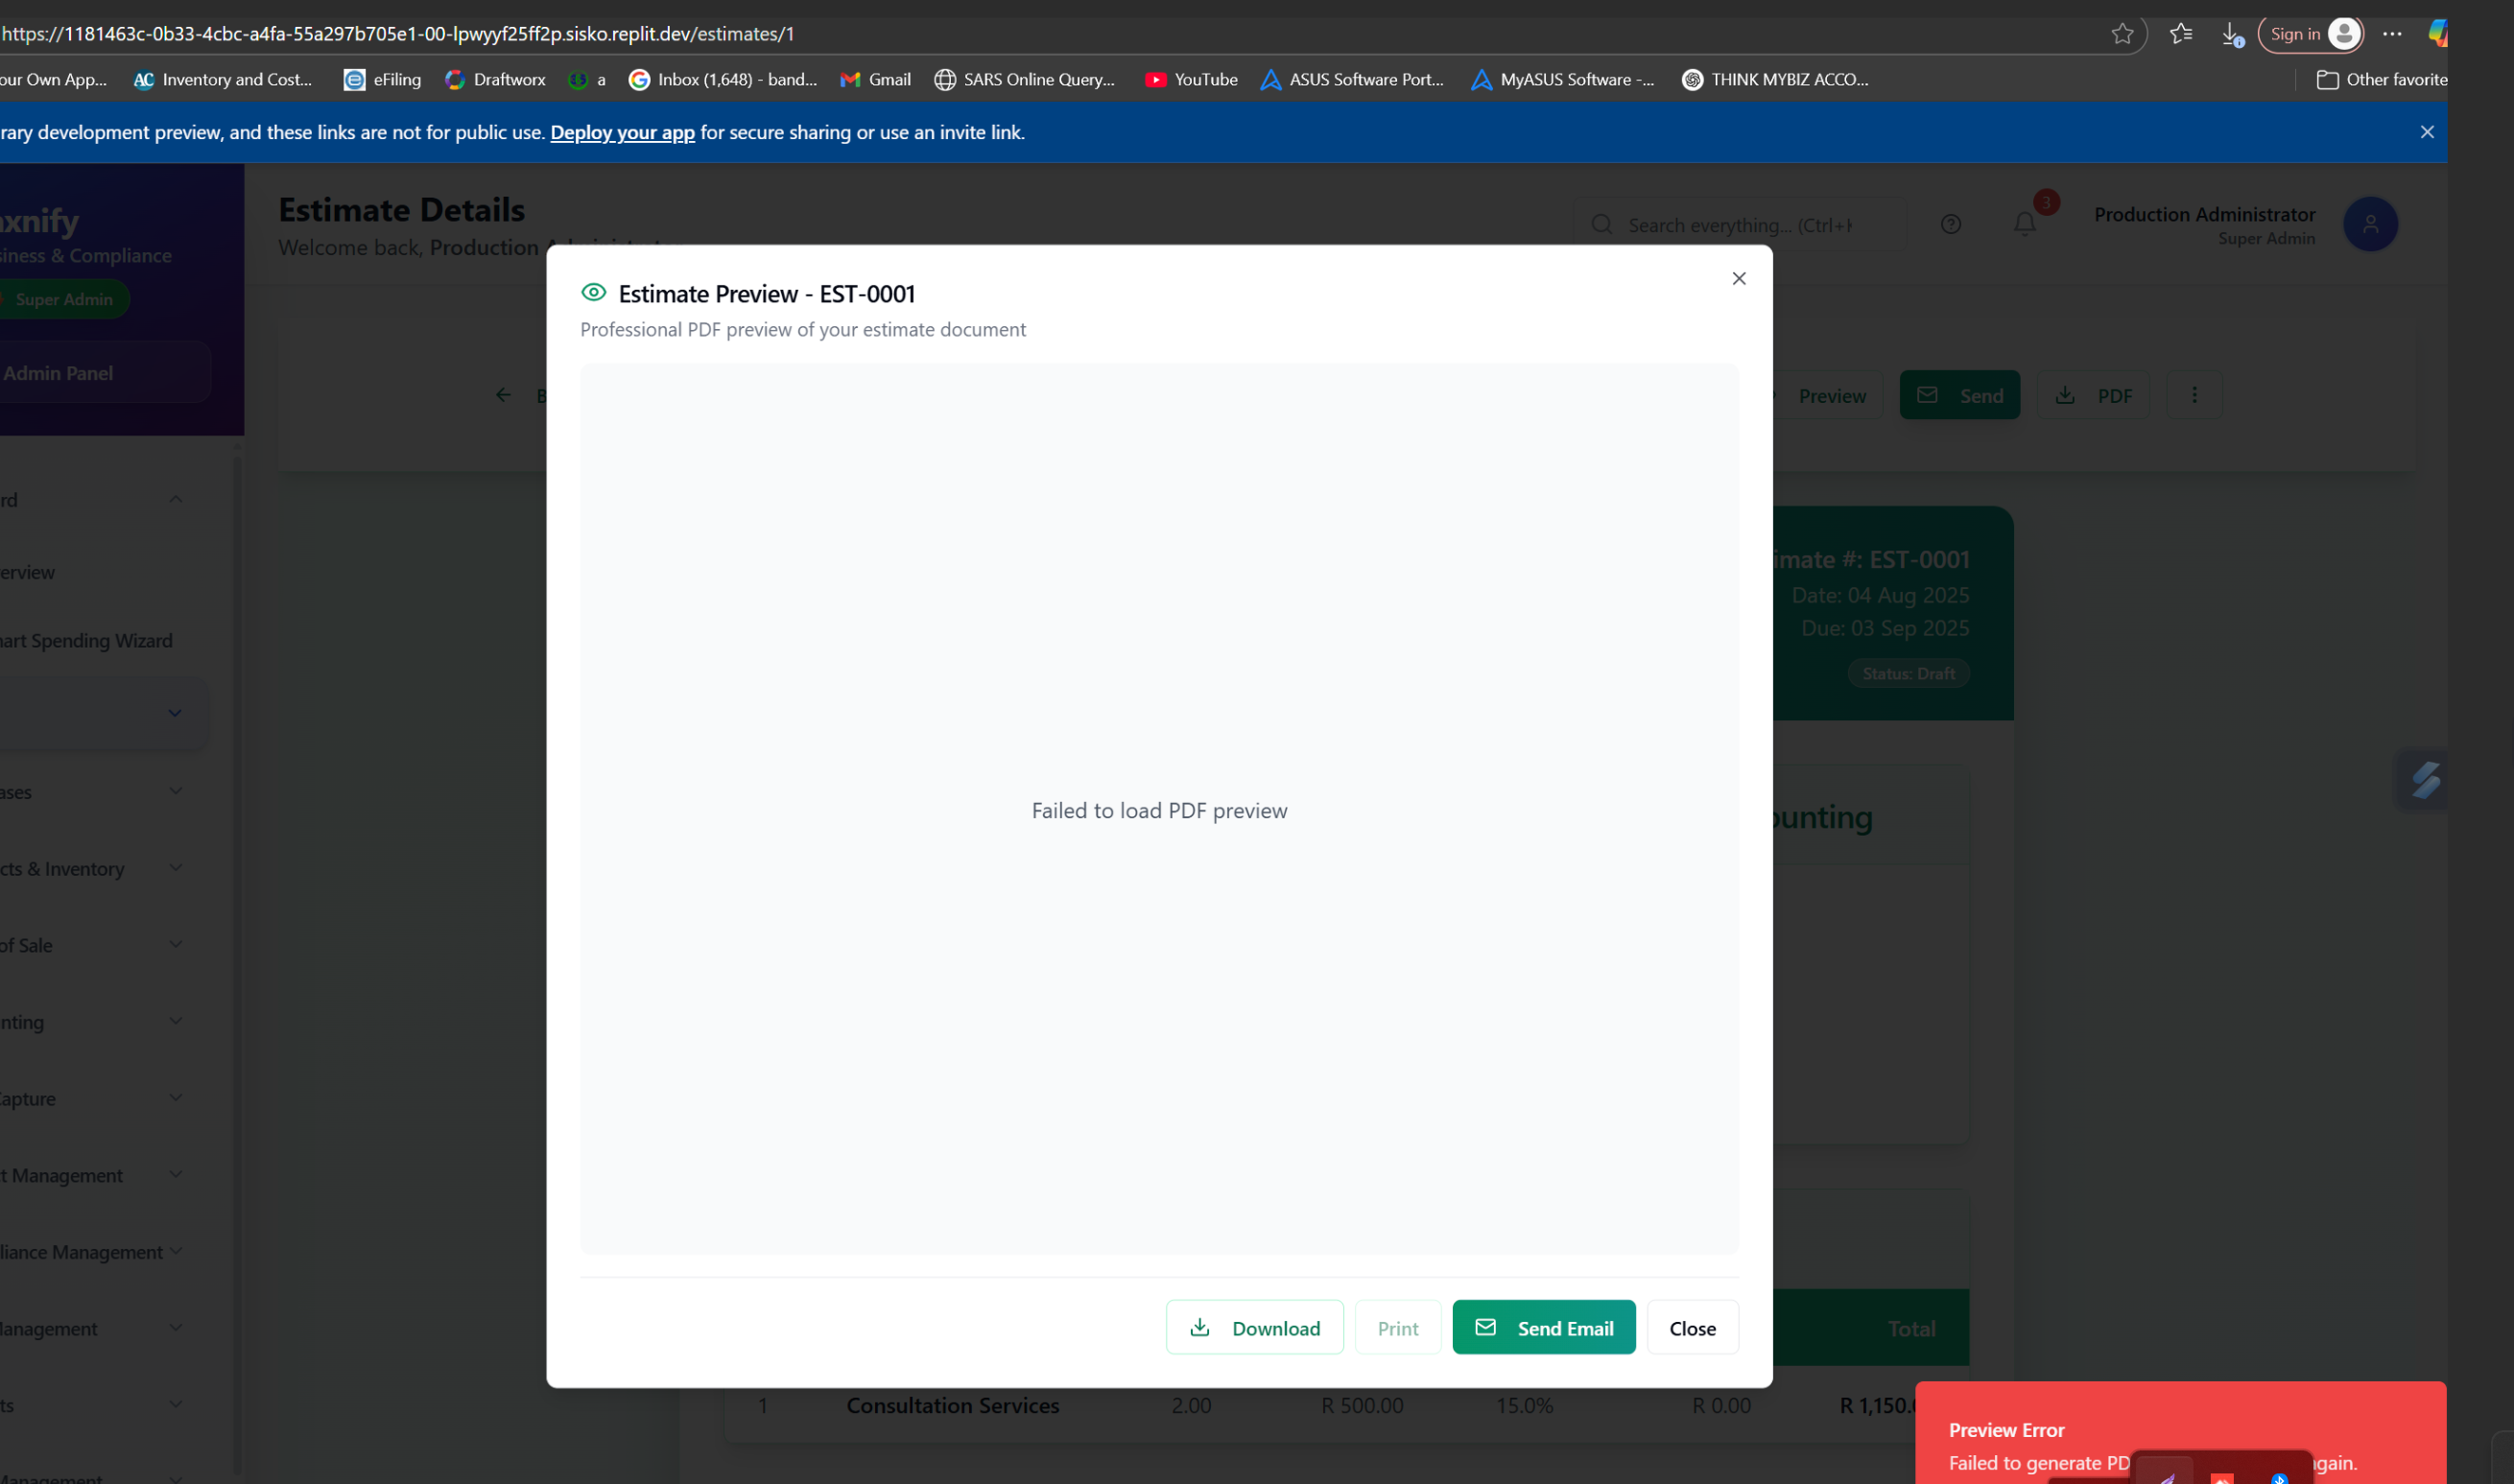 https://1181463c-0b33-4cbc-a4fa-55a297b705e1-00-lpwyyf25ff2p.sisko.replit.dev/estimates/1
Sign in
our Own App...
Inventory and Cost...
eFiling
Draftworx
a
Inbox (1,648) - band...
Gmail
SARS Online Query...
YouTube
ASUS Software Port...
MyASUS Software -...
THINK MYBIZ ACCO...
Other favorite
rary development preview, and these links are not for public use. Deploy your app for secure sharing or use an invite link.
axnify
siness & Compliance
Super Admin
Admin Panel
Estimate Details
Welcome back, Production Administrator
Search everything... (Ctrl+K
3
Production Administrator
Super Admin
Estimate Preview - EST-0001
Professional PDF preview of your estimate document
B
Preview
Send
PDF
rd
erview
art Spending Wizard
ases
cts & Inventory
of Sale
nting
Capture
t Management
liance Management
Management
ts
Management
imate #: EST-0001
Date: 04 Aug 2025
Due: 03 Sep 2025
Status: Draft
ounting
Failed to load PDF preview
Download
Print
Send Email
Close
Total
1 Consultation Services 2.00 R 500.00 15.0% R 0.00 R 1,150.
Preview Error
Failed to generate PD
again.